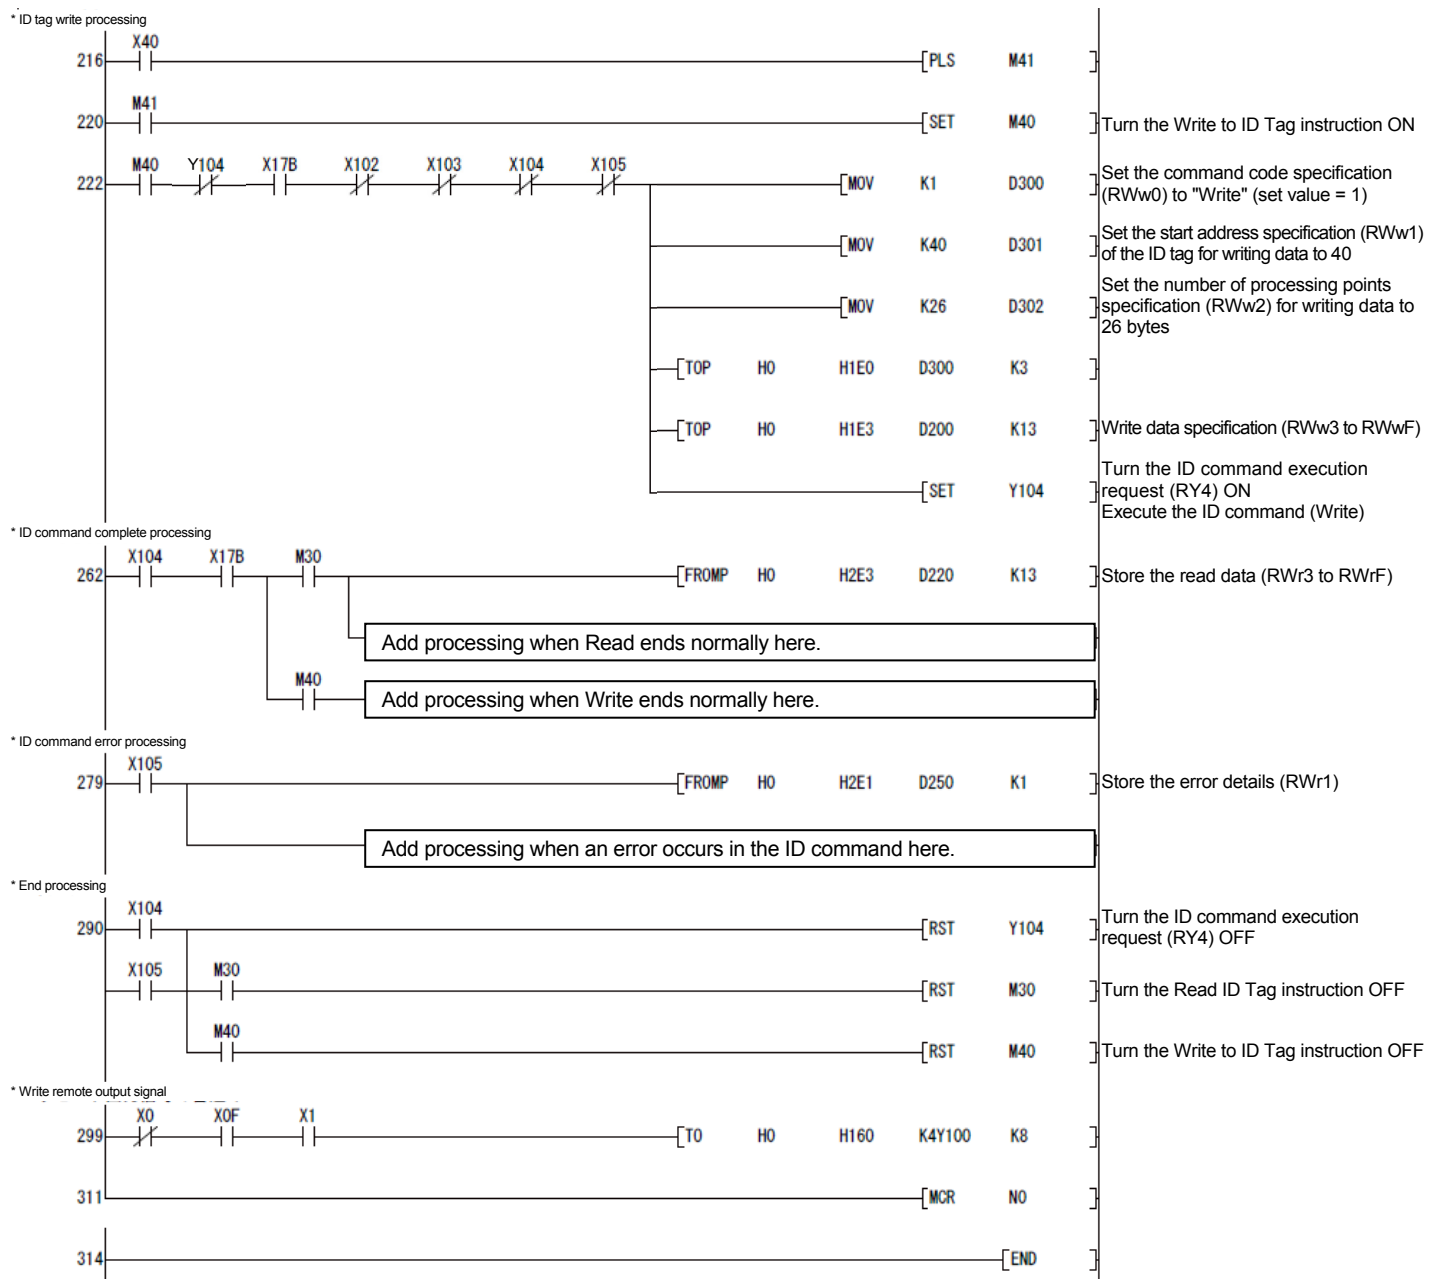 * ID tag write processing
X40
216 [PLS M41 ]
M41
220 [SET M40 ] Turn the Write to ID Tag instruction ON
M40 Y104 X17B X102 X103 X104 X105
222 [MOV K1 D300 ] Set the command code specification
(RWw0) to "Write" (set value = 1)
[MOV K40 D301 ] Set the start address specification (RWw1)
of the ID tag for writing data to 40
[MOV K26 D302 ] Set the number of processing points
specification (RWw2) for writing data to
26 bytes
[TOP H0 H1E0 D300 K3 ]
[TOP H0 H1E3 D200 K13 ] Write data specification (RWw3 to RWwF)
[SET Y104 ] Turn the ID command execution
request (RY4) ON
Execute the ID command (Write)
* ID command complete processing
X104 X17B M30
262 [FROMP H0 H2E3 D220 K13 ] Store the read data (RWr3 to RWrF)
Add processing when Read ends normally here.
M40
Add processing when Write ends normally here.
* ID command error processing
X105
279 [FROMP H0 H2E1 D250 K1 ] Store the error details (RWr1)
Add processing when an error occurs in the ID command here.
* End processing
X104
290 [RST Y104 ] Turn the ID command execution
request (RY4) OFF
X105 M30
[RST M30 ] Turn the Read ID Tag instruction OFF
M40
[RST M40 ] Turn the Write to ID Tag instruction OFF
* Write remote output signal
X0 X0F X1
299 [TO H0 H160 K4Y100 K8 ]
311 [MCR N0 ]
314 [END ]